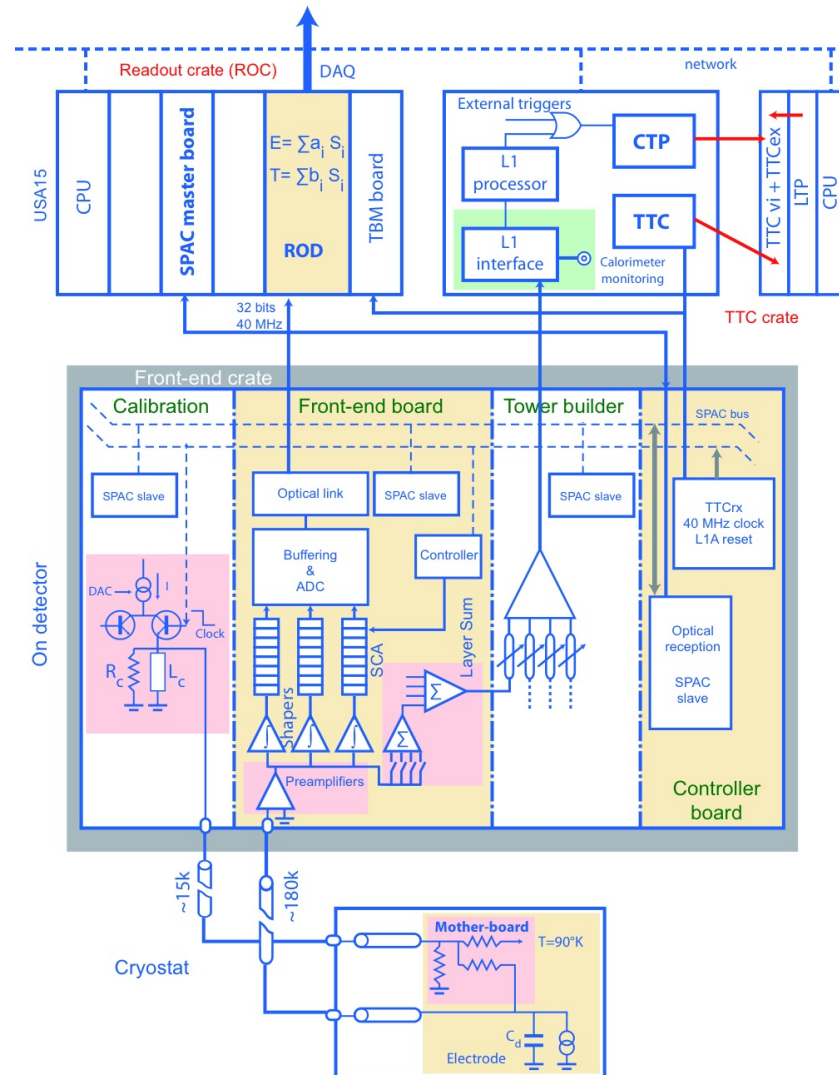 Readout crate (ROC)
DAQ
network
USA15
CPU
SPAC master board
E= ∑a_i S_i
T= ∑b_i S_i
ROD
TBM board
External triggers
CTP
L1
processor
TTC
L1
interface
Calorimeter
monitoring
TTC vi + TTCex
LTP
CPU
TTC crate
32 bits
40 MHz
Front-end crate
Calibration
Front-end board
Tower builder
SPAC bus
SPAC slave
Optical link
SPAC slave
SPAC slave
TTCrx
40 MHz clock
L1A reset
Buffering
&
ADC
Controller
On detector
DAC
I
Clock
R_c
L_c
SCA
Layer Sum
Shapers
∫
∫
∫
Σ
Σ
Optical
reception
SPAC
slave
Preamplifiers
Controller
board
~15k
~180k
Cryostat
Mother-board
T=90°K
C_d
Electrode